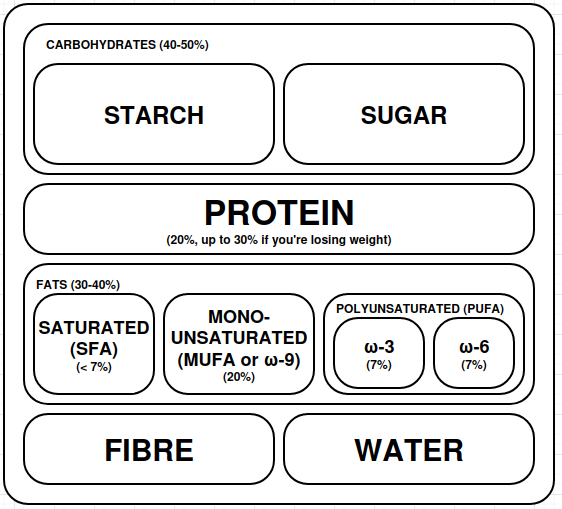 CARBOHYDRATES (40-50%)
STARCH
SUGAR
PROTEIN
(20%, up to 30% if you're losing weight)
FATS (30-40%)
SATURATED
(SFA)
(< 7%)
MONO-
UNSATURATED
(MUFA or ω-9)
(20%)
POLYUNSATURATED (PUFA)
ω-3
(7%)
ω-6
(7%)
FIBRE
WATER